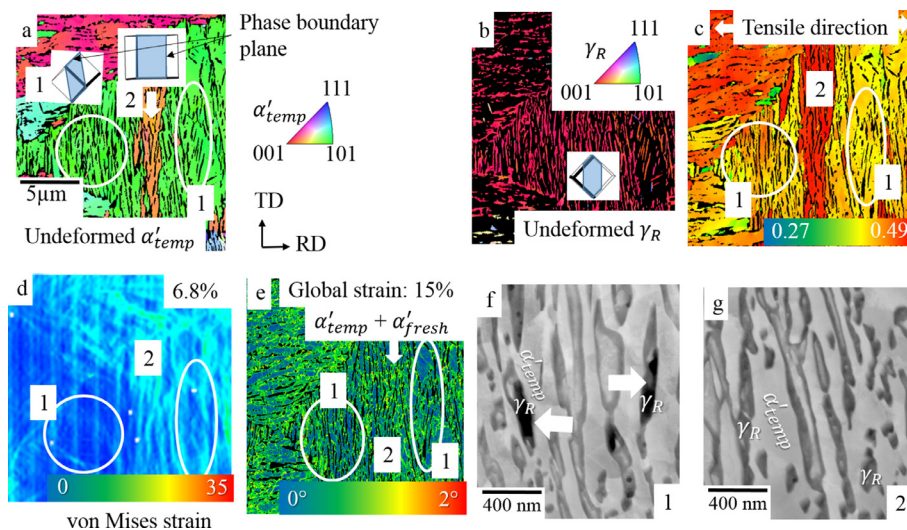 a
Phase boundary
plane
1
2
1
5μm
Undeformed α′temp
α′temp
111
001
101
TD
RD
b
γR
111
001
101
Undeformed γR
c
Tensile direction
2
1
1
0.27
0.49
d
6.8%
2
1
0
35
von Mises strain
e
Global strain: 15%
α′temp + α′fresh
1
2
1
0°
2°
f
α′temp
γR
γR
400 nm
1
g
γR
α′temp
γR
400 nm
2